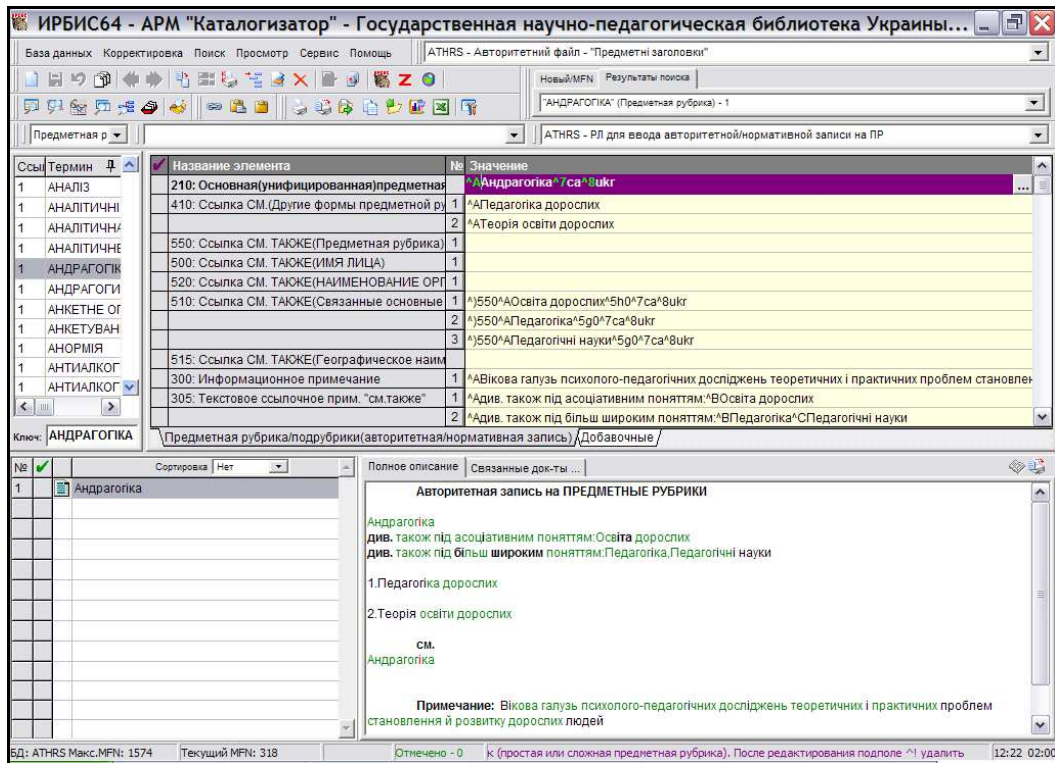 ИРБИС64 - АРМ "Каталогизатор" - Государственная научно-педагогическая библиотека Украины...
База данных Корректировка Поиск Просмотр Сервис Помощь
ATHRS - Авторитетний файл - "Предметні заголовки"
Новый/MFN Результаты поиска
"АНДРАГОГІКА" (Предметная рубрика) - 1
Предметная р
ATHRS - РЛ для ввода авторитетной/нормативной записи на ПР
Ссы Термин
1 АНАЛІЗ
1 АНАЛІТИЧНІ
1 АНАЛІТИЧНА
1 АНАЛІТИЧНЕ
1 АНДРАГОГІК
1 АНДРАГОГИ
1 АНКЕТНЕ ОГ
1 АНКЕТУВАН
1 АНОРМІЯ
1 АНТИАЛКОГ
1 АНТИАЛКОГ
Ключ: АНДРАГОГІКА
Название элемента № Значение
210: Основная(унифицированная)предметная ^AАндрагогіка^7ca^8ukr ...
410: Ссылка СМ.(Другие формы предметной ру 1 ^AПедагогіка дорослих
2 ^AТеорія освіти дорослих
550: Ссылка СМ. ТАКЖЕ(Предметная рубрика) 1
500: Ссылка СМ. ТАКЖЕ(ИМЯ ЛИЦА) 1
520: Ссылка СМ. ТАКЖЕ(НАИМЕНОВАНИЕ ОРГ 1
510: Ссылка СМ. ТАКЖЕ(Связанные основные 1 ^)550^AОсвіта дорослих^5h0^7ca^8ukr
2 ^)550^AПедагогіка^5g0^7ca^8ukr
3 ^)550^AПедагогічні науки^5g0^7ca^8ukr
515: Ссылка СМ. ТАКЖЕ(Географическое наим
300: Информационное примечание 1 ^AВікова галузь психолого-педагогічних досліджень теоретичних і практичних проблем становлен
305: Текстовое ссылочное прим. "см.также" 1 ^Aдив. також під асоціативним поняттям:^BОсвіта дорослих
2 ^Aдив. також під більш широким поняттям:^BПедагогіка^CПедагогічні науки
Предметная рубрика/подрубрики(авторитетная/нормативная запись) Добавочные
№ Сортировка Нет
1 Андрагогіка
Полное описание Связанные док-ты ...
Авторитетная запись на ПРЕДМЕТНЫЕ РУБРИКИ
Андрагогіка
див. також під асоціативним поняттям:Освіта дорослих
див. також під більш широким поняттям:Педагогіка,Педагогічні науки
1.Педагогіка дорослих
2.Теорія освіти дорослих
см.
Андрагогіка
Примечание: Вікова галузь психолого-педагогічних досліджень теоретичних і практичних проблем
становлення й розвитку дорослих людей
БД: ATHRS Макс.MFN: 1574 Текущий MFN: 318 Отмечено - 0 к (простая или сложная предметная рубрика). После редактирования подполе ^! удалить 12:22 02:00